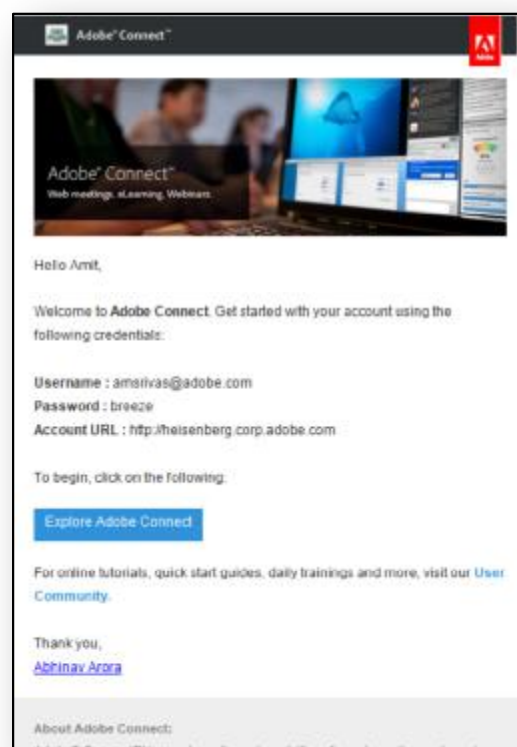 Adobe® Connect™
Adobe
Adobe® Connect™
Web meetings, eLearning, Webinars.
Hello Amit,
Welcome to Adobe Connect. Get started with your account using the
following credentials:
Username : amsrivas@adobe.com
Password : breeze
Account URL : http://heisenberg.corp.adobe.com
To begin, click on the following:
Explore Adobe Connect
For online tutorials, quick start guides, daily trainings and more, visit our User
Community.
Thank you,
Abhinav Arora
About Adobe Connect: